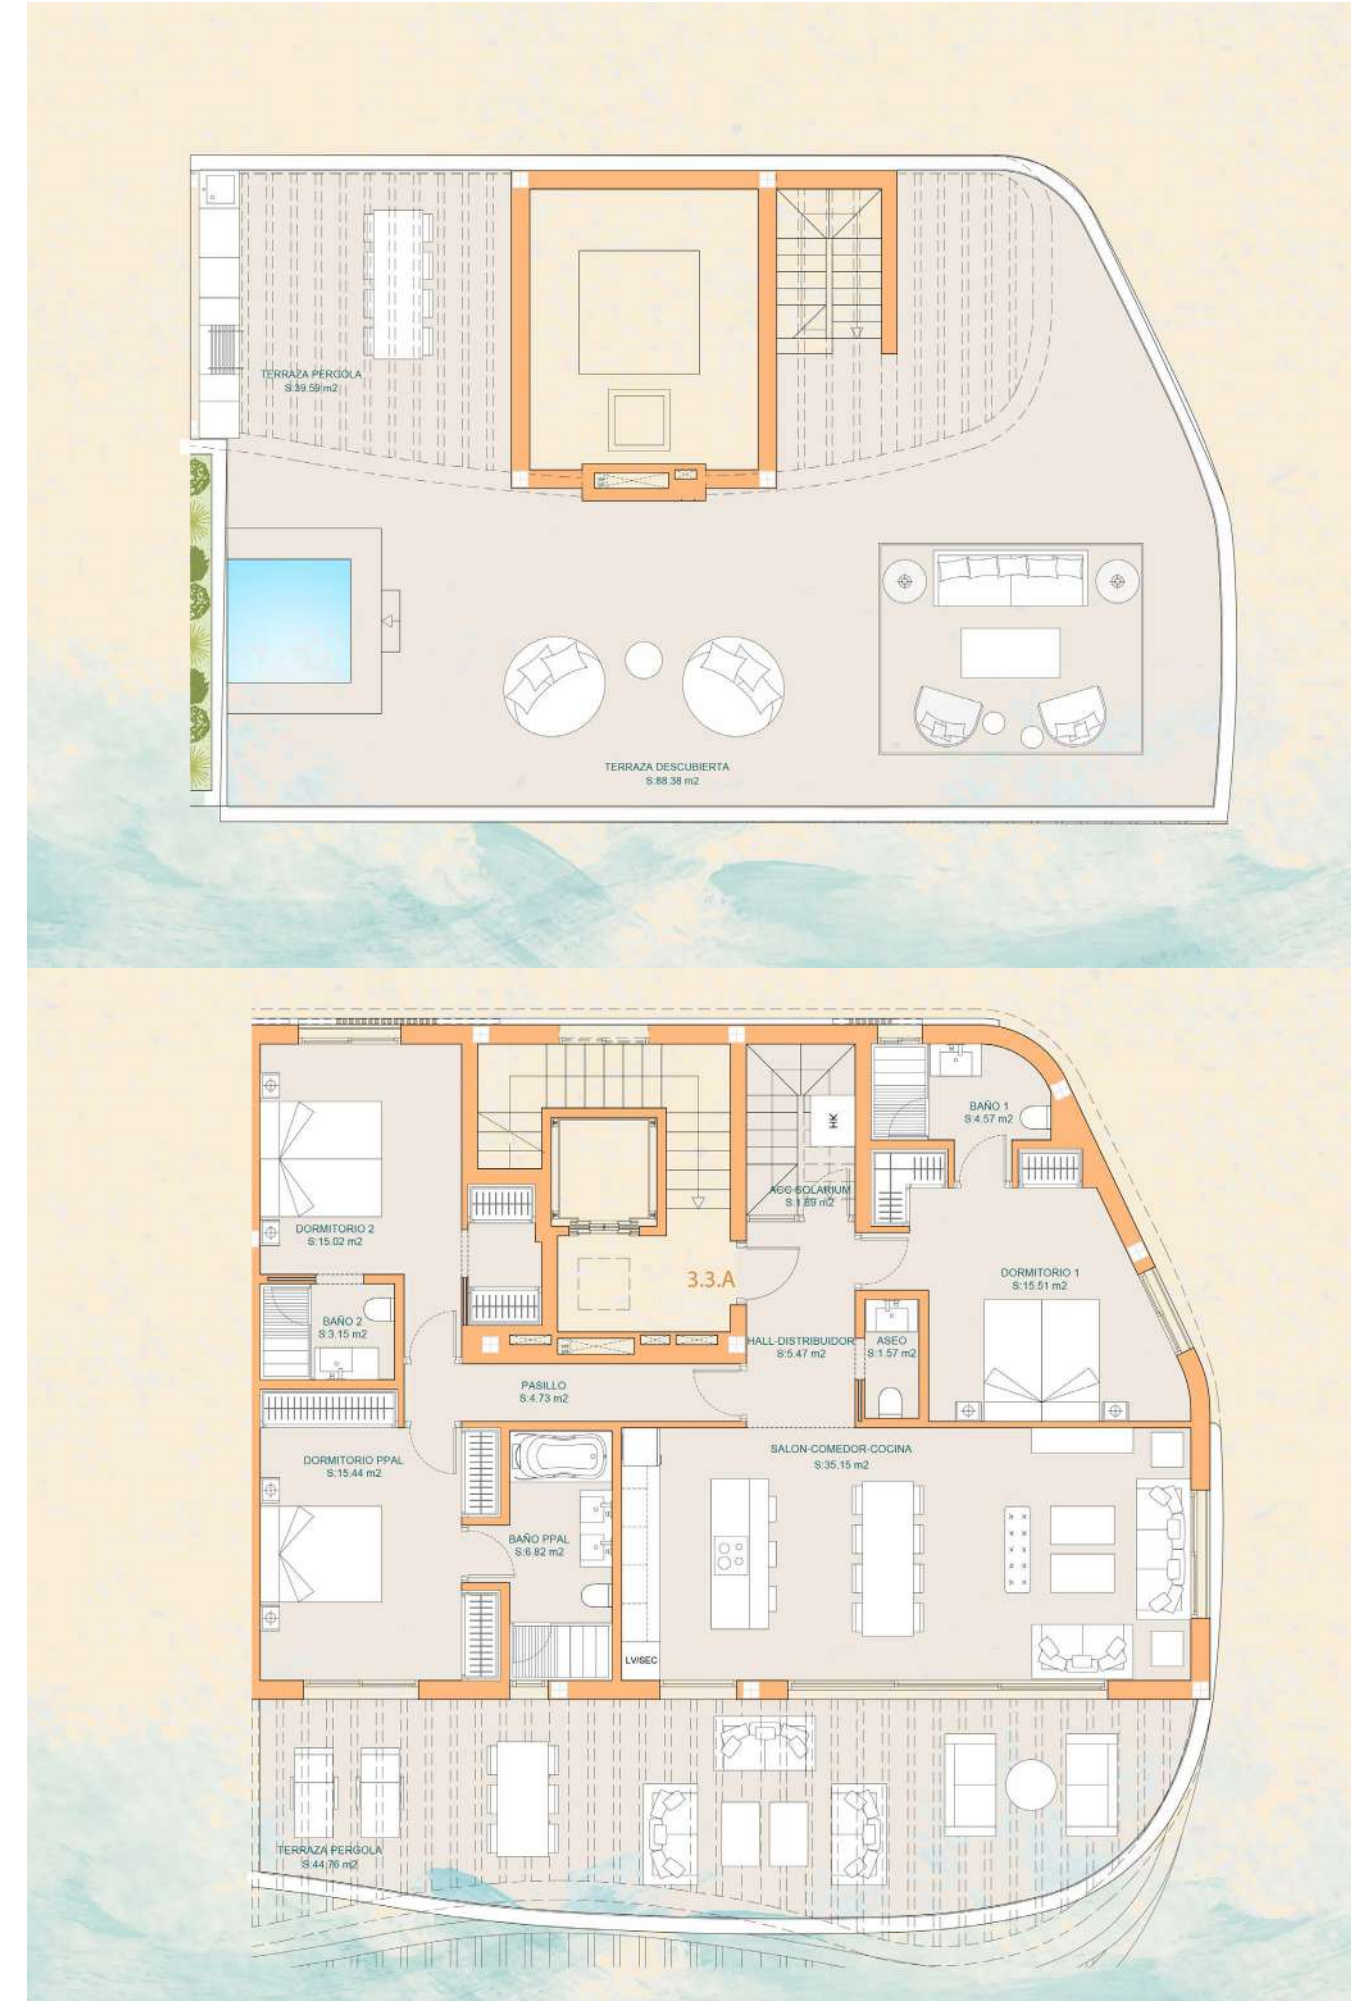 TERRAZA PERGOLA
S:39.59 m2
TERRAZA DESCUBIERTA
S:88.38 m2
BAÑO 1
S:4.57 m2
HK
ACC-SOLARIUM
S:1.89 m2
DORMITORIO 2
S:15.02 m2
3.3.A
DORMITORIO 1
S:15.51 m2
BAÑO 2
S:3.15 m2
HALL-DISTRIBUIDOR
S:5.47 m2
ASEO
S:1.57 m2
PASILLO
S:4.73 m2
DORMITORIO PPAL
S:15.44 m2
SALON-COMEDOR-COCINA
S:35.15 m2
BAÑO PPAL
S:6.82 m2
LV/SEC
TERRAZA PERGOLA
S:44.76 m2